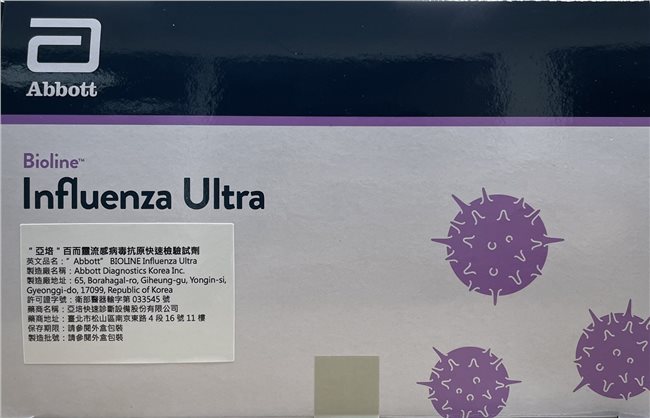 Abbott
Bioline™
Influenza Ultra
"亞培"百而靈流感病毒抗原快速檢驗試劑
英文品名："Abbott" BIOLINE Influenza Ultra
製造廠名稱：Abbott Diagnostics Korea Inc.
製造廠地址：65, Borahagal-ro, Giheung-gu, Yongin-si,
Gyeonggi-do, 17099, Republic of Korea
許可證字號：衛部醫器輸字第 033545 號
藥商名稱：亞培快速診斷設備股份有限公司
藥商地址：臺北市松山區南京東路 4 段 16 號 11 樓
保存期限：請參閱外盒包裝
製造批號：請參閱外盒包裝